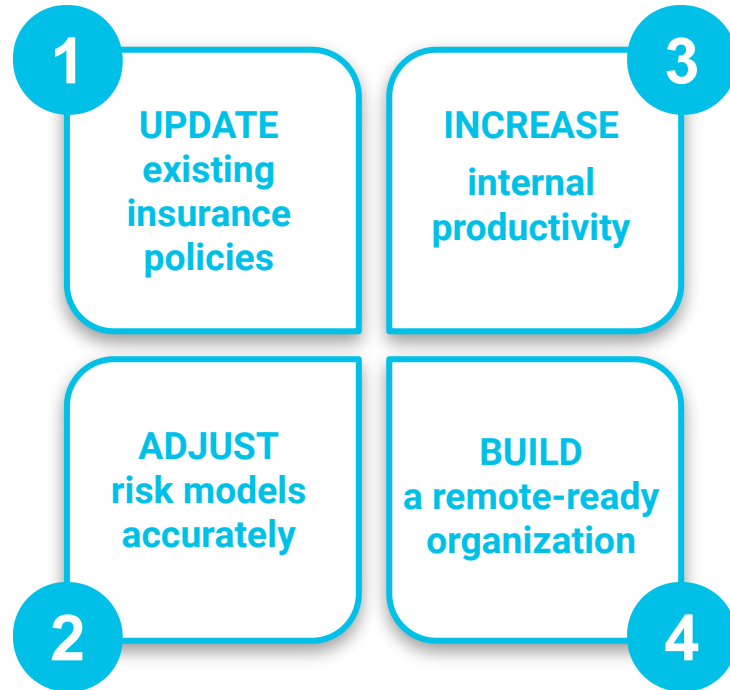 1
UPDATE
existing
insurance
policies
2
ADJUST
risk models
accurately
3
INCREASE
internal
productivity
4
BUILD
a remote-ready
organization